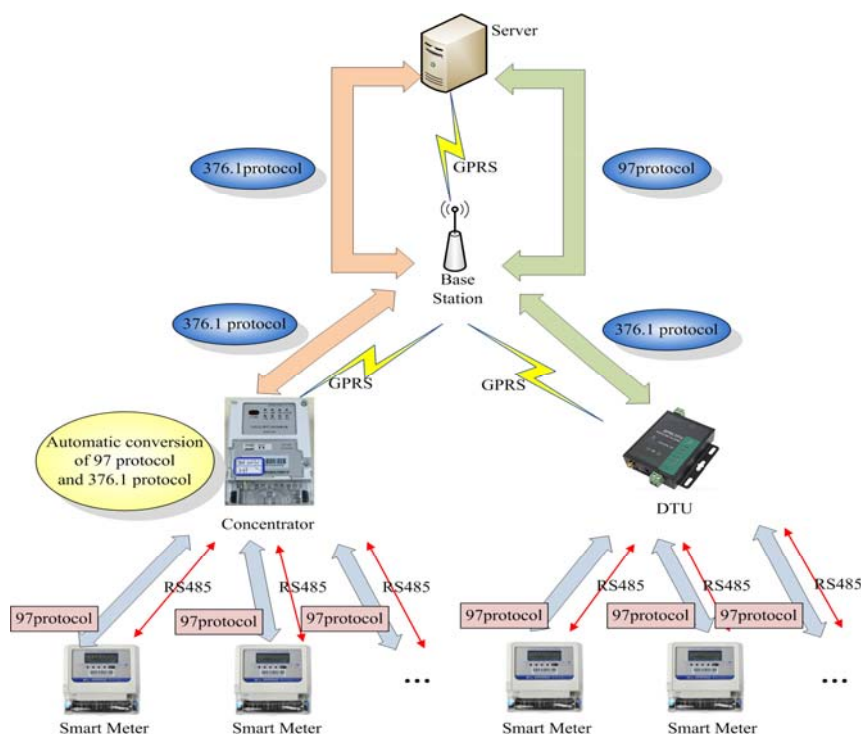 Server
376.1protocol
GPRS
97protocol
Base
Station
376.1 protocol
376.1 protocol
GPRS
GPRS
Automatic conversion
of 97 protocol
and 376.1 protocol
Concentrator
DTU
RS485
RS485
RS485
RS485
RS485
RS485
97protocol
97protocol
97protocol
97protocol
97protocol
97protocol
...
...
Smart Meter
Smart Meter
Smart Meter
Smart Meter